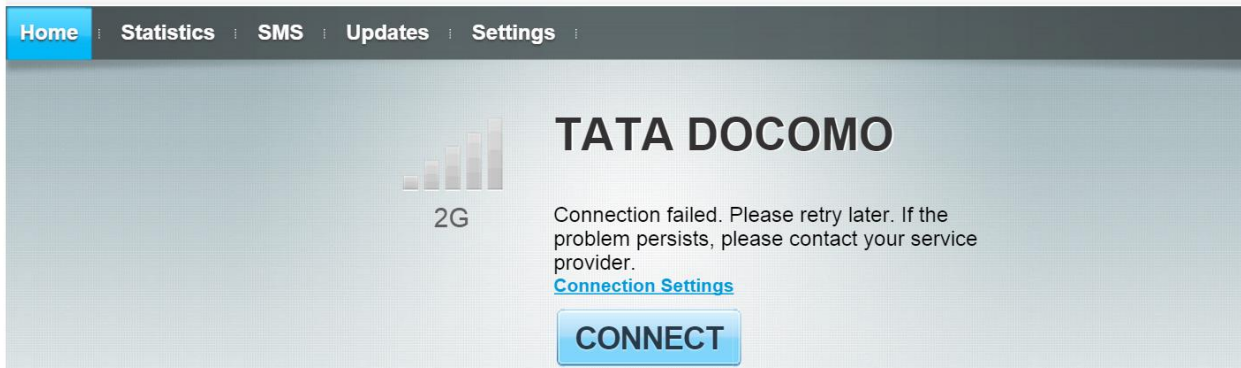 Home Statistics SMS Updates Settings
TATA DOCOMO
2G
Connection failed. Please retry later. If the
problem persists, please contact your service
provider.
Connection Settings
CONNECT